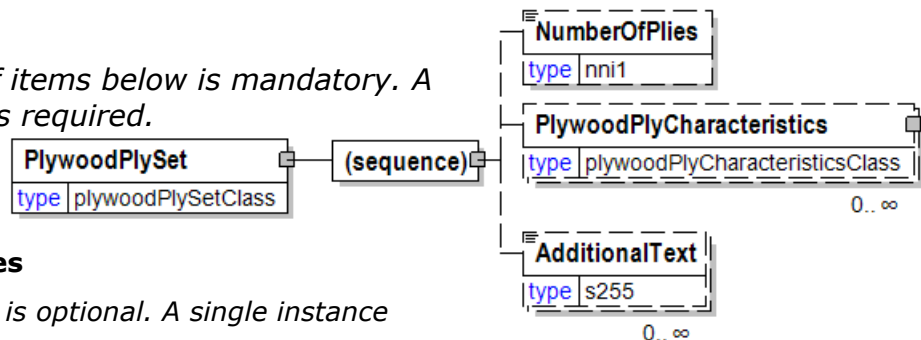 f items below is mandatory. A
s required.
PlywoodPlySet
type plywoodPlySetClass
(sequence)
NumberOfPlies
type nni1
PlywoodPlyCharacteristics
type plywoodPlyCharacteristicsClass
0.. ∞
AdditionalText
type s255
0.. ∞
es
is optional. A single instance